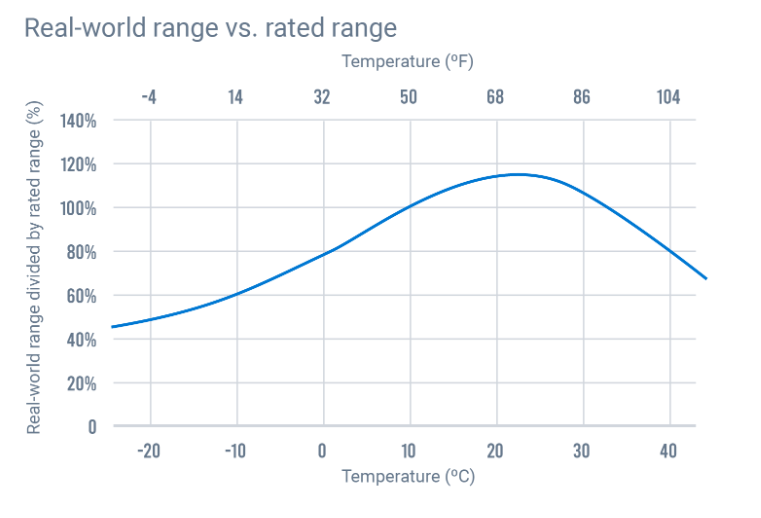 Real-world range vs. rated range
Temperature (ºF)
-4 14 32 50 68 86 104
Real-world range divided by rated range (%)
140%
120%
100%
80%
60%
40%
20%
0
-20 -10 0 10 20 30 40
Temperature (ºC)